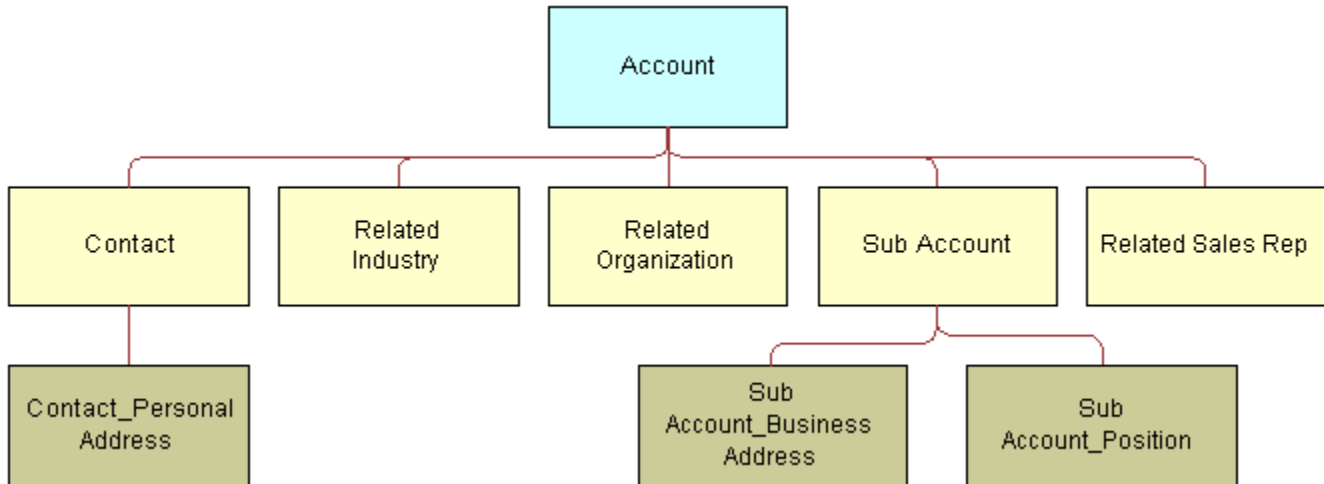 Account
Contact
Related
Industry
Related
Organization
Sub Account
Related Sales Rep
Contact_Personal
Address
Sub
Account_Business
Address
Sub
Account_Position